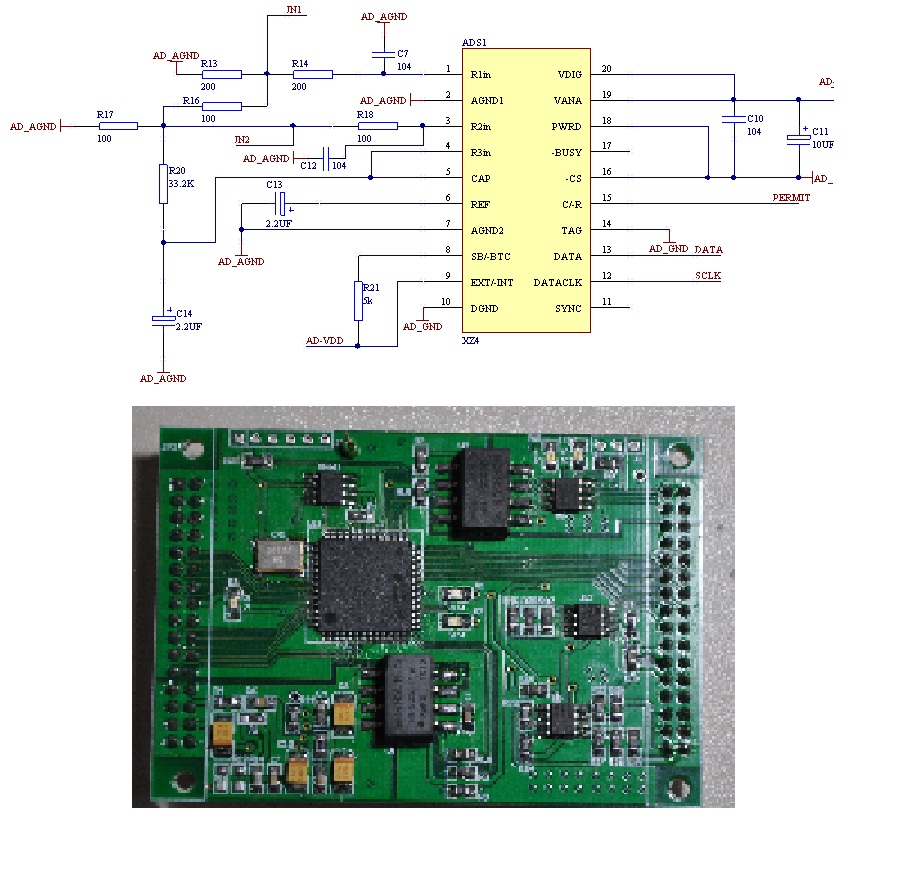 JN1
AD_AGND
AD_AGND
R13
200
R14
200
C7
104
ADS1
R16
100
AD_AGND
AD_AGND
R17
100
R18
100
JN2
AD_AGND
C12
104
R20
33.2K
C13
2.2UF
AD_AGND
C14
2.2UF
AD_AGND
R21
5k
AD-VDD
AD_GND
1 R1in
2 AGND1
3 R2in
4 R3in
5 CAP
6 REF
7 AGND2
8 SB/-BTC
9 EXT/-INT
10 DGND
XZ4
VDIG 20
VANA 19
PWRD 18
-BUSY 17
-CS 16
C/-R 15
TAG 14
DATA 13
DATACLK 12
SYNC 11
AD_
C10
104
C11
10UF
AD_
PERMIT
AD_GND
DATA
SCLK